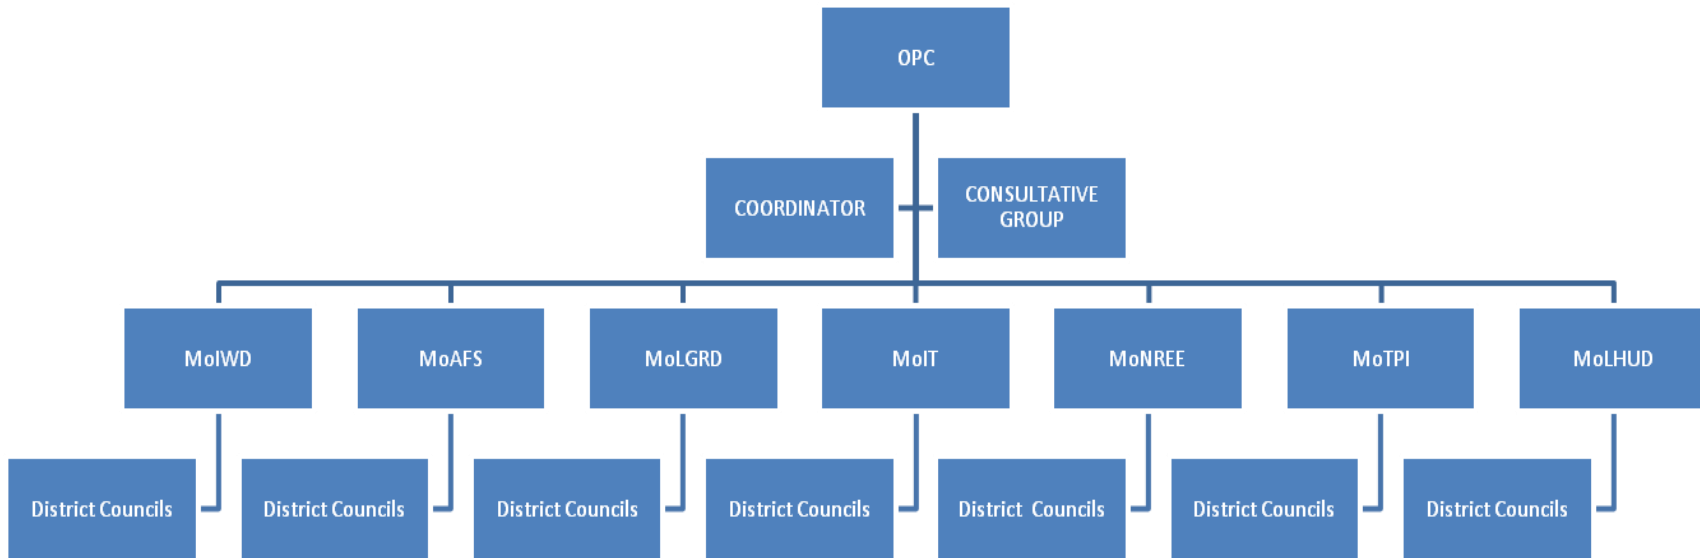 OPC
COORDINATOR
CONSULTATIVE
GROUP
MoIWD
MoAFS
MoLGRD
MoIT
MoNREE
MoTPI
MoLHUD
District Councils
District Councils
District Councils
District Councils
District Councils
District Councils
District Councils